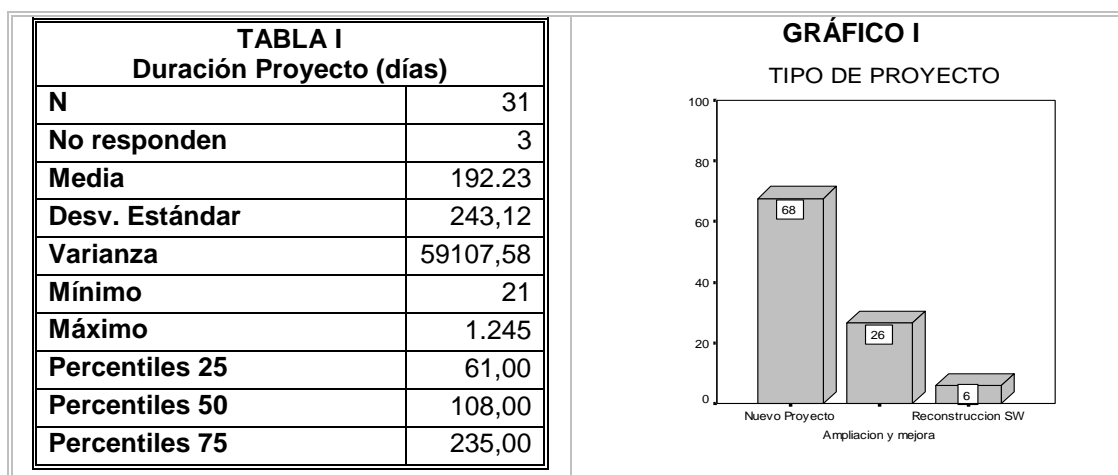 TABLA I
Duración Proyecto (días)
N 31
No responden 3
Media 192.23
Desv. Estándar 243,12
Varianza 59107,58
Mínimo 21
Máximo 1.245
Percentiles 25 61,00
Percentiles 50 108,00
Percentiles 75 235,00
GRÁFICO I
TIPO DE PROYECTO
100
80
60
40
20
0
68
26
6
Nuevo Proyecto Reconstruccion SW
Ampliacion y mejora